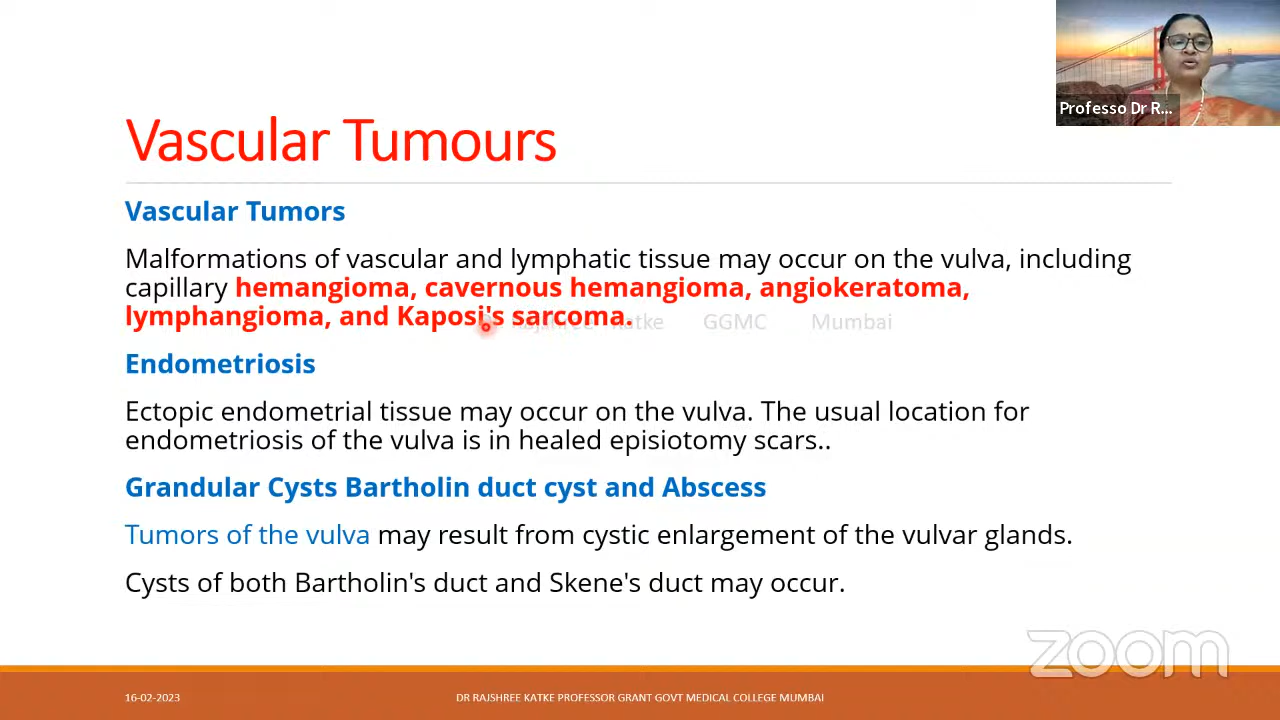 Professo Dr R...
Vascular Tumours
Vascular Tumors
Malformations of vascular and lymphatic tissue may occur on the vulva, including
capillary hemangioma, cavernous hemangioma, angiokeratoma,
lymphangioma, and Kaposi's sarcoma.
Katke GGMC Mumbai
Endometriosis
Ectopic endometrial tissue may occur on the vulva. The usual location for
endometriosis of the vulva is in healed episiotomy scars..
Grandular Cysts Bartholin duct cyst and Abscess
Tumors of the vulva may result from cystic enlargement of the vulvar glands.
Cysts of both Bartholin's duct and Skene's duct may occur.
zoom
16-02-2023
DR RAJSHREE KATKE PROFESSOR GRANT GOVT MEDICAL COLLEGE MUMBAI